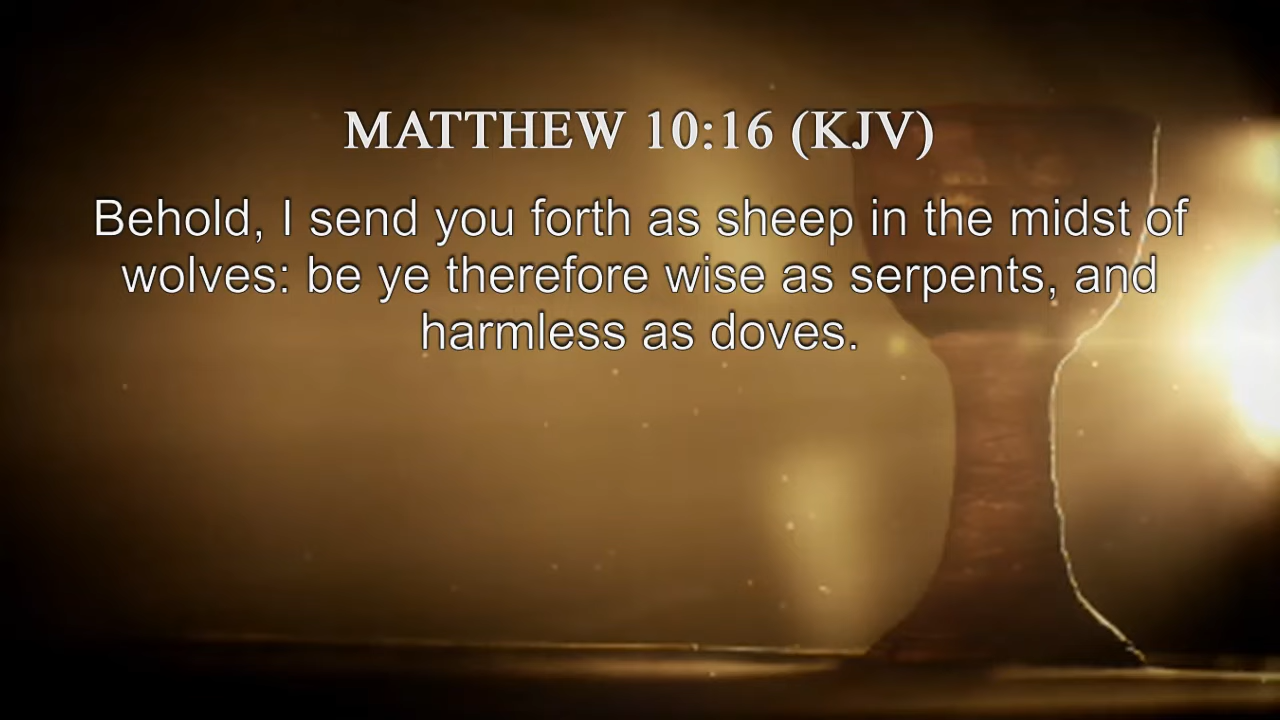 MATTHEW 10:16 (KJV)
Behold, I send you forth as sheep in the midst of
wolves: be ye therefore wise as serpents, and
harmless as doves.